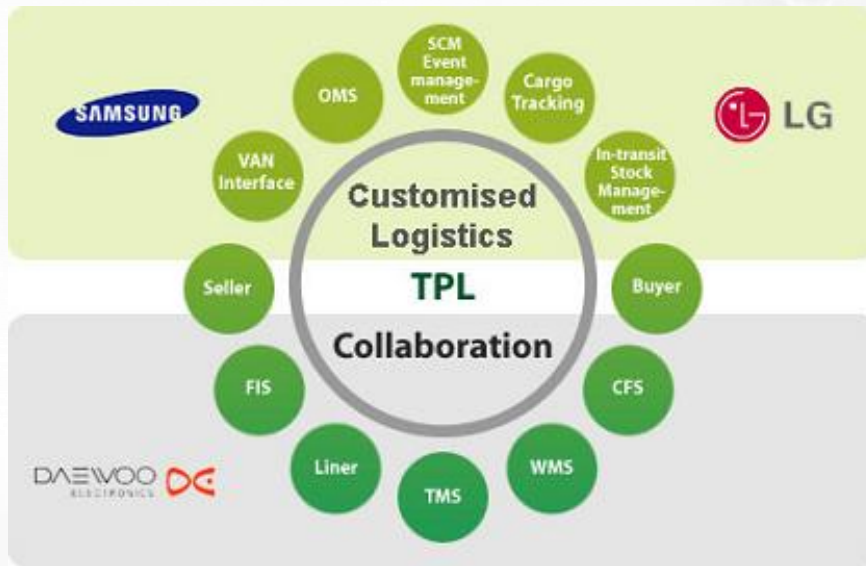 SCM
Event
manage-
ment
OMS
Cargo
Tracking
SAMSUNG
LG
LG
VAN
Interface
In-transit
Stock
Manage-
ment
Customised
Logistics
Seller
TPL
Buyer
Collaboration
FIS
CFS
DAEWOO
ELECTRONICS
Liner
WMS
TMS